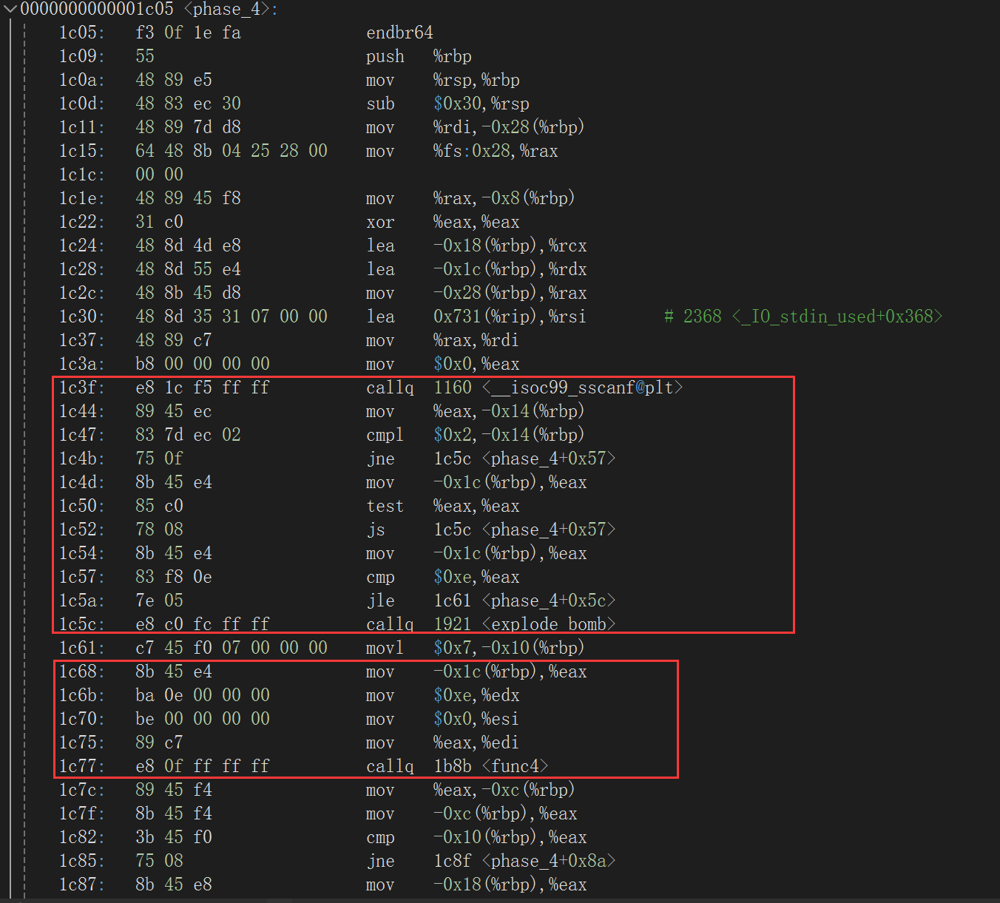 0000000000001c05 <phase_4>:
1c05: f3 0f 1e fa endbr64
1c09: 55 push %rbp
1c0a: 48 89 e5 mov %rsp,%rbp
1c0d: 48 83 ec 30 sub $0x30,%rsp
1c11: 48 89 7d d8 mov %rdi,-0x28(%rbp)
1c15: 64 48 8b 04 25 28 00 mov %fs:0x28,%rax
1c1c: 00 00
1c1e: 48 89 45 f8 mov %rax,-0x8(%rbp)
1c22: 31 c0 xor %eax,%eax
1c24: 48 8d 4d e8 lea -0x18(%rbp),%rcx
1c28: 48 8d 55 e4 lea -0x1c(%rbp),%rdx
1c2c: 48 8b 45 d8 mov -0x28(%rbp),%rax
1c30: 48 8d 35 31 07 00 00 lea 0x731(%rip),%rsi # 2368 <_IO_stdin_used+0x368>
1c37: 48 89 c7 mov %rax,%rdi
1c3a: b8 00 00 00 00 mov $0x0,%eax
1c3f: e8 1c f5 ff ff callq 1160 <__isoc99_sscanf@plt>
1c44: 89 45 ec mov %eax,-0x14(%rbp)
1c47: 83 7d ec 02 cmpl $0x2,-0x14(%rbp)
1c4b: 75 0f jne 1c5c <phase_4+0x57>
1c4d: 8b 45 e4 mov -0x1c(%rbp),%eax
1c50: 85 c0 test %eax,%eax
1c52: 78 08 js 1c5c <phase_4+0x57>
1c54: 8b 45 e4 mov -0x1c(%rbp),%eax
1c57: 83 f8 0e cmp $0xe,%eax
1c5a: 7e 05 jle 1c61 <phase_4+0x5c>
1c5c: e8 c0 fc ff ff callq 1921 <explode_bomb>
1c61: c7 45 f0 07 00 00 00 movl $0x7,-0x10(%rbp)
1c68: 8b 45 e4 mov -0x1c(%rbp),%eax
1c6b: ba 0e 00 00 00 mov $0xe,%edx
1c70: be 00 00 00 00 mov $0x0,%esi
1c75: 89 c7 mov %eax,%edi
1c77: e8 0f ff ff ff callq 1b8b <func4>
1c7c: 89 45 f4 mov %eax,-0xc(%rbp)
1c7f: 8b 45 f4 mov -0xc(%rbp),%eax
1c82: 3b 45 f0 cmp -0x10(%rbp),%eax
1c85: 75 08 jne 1c8f <phase_4+0x8a>
1c87: 8b 45 e8 mov -0x18(%rbp),%eax